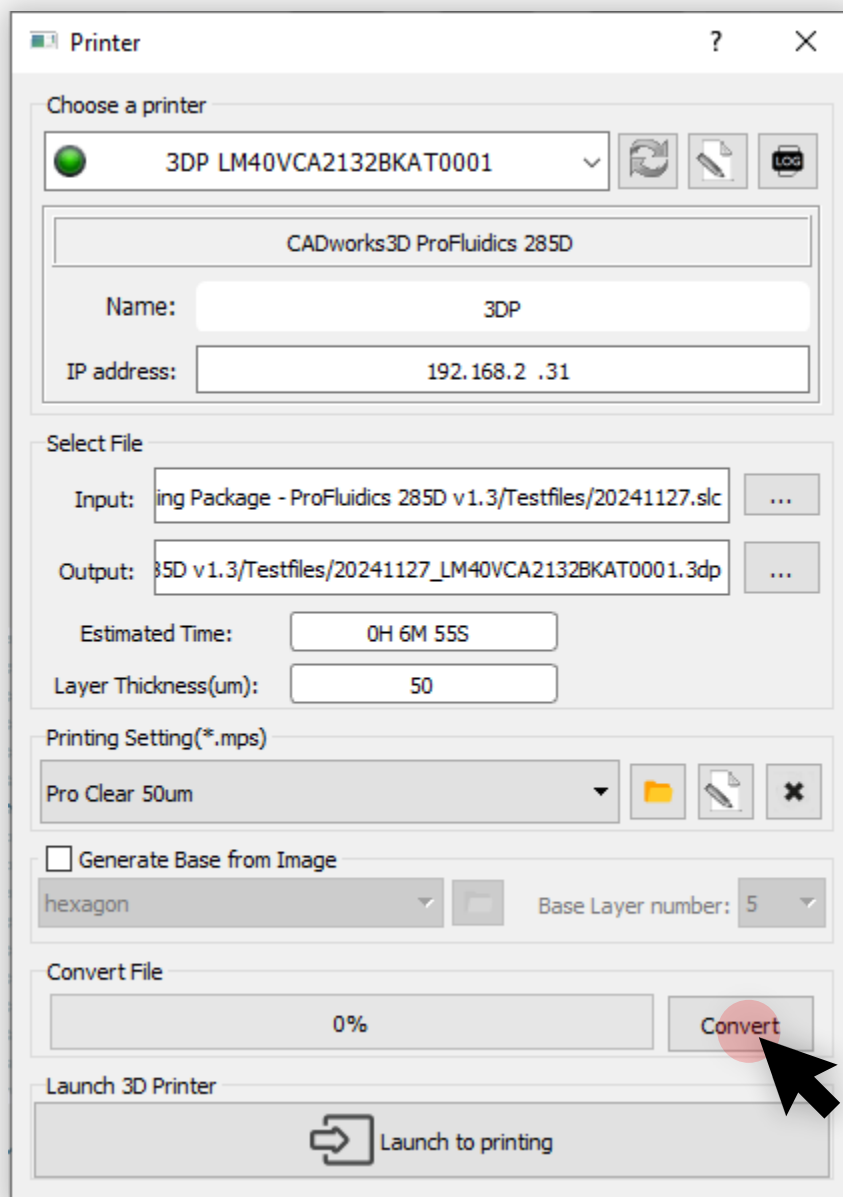 Printer ?
Choose a printer
3DP LM40VCA2132BKAT0001
LOG
CADworks3D ProFluidics 285D
Name: 3DP
IP address: 192.168.2 .31
Select File
Input: ing Package - ProFluidics 285D v1.3/Testfiles/20241127.slc ...
Output: 35D v1.3/Testfiles/20241127_LM40VCA2132BKAT0001.3dp ...
Estimated Time: 0H 6M 55S
Layer Thickness(um): 50
Printing Setting(*.mps)
Pro Clear 50um
Generate Base from Image
hexagon Base Layer number: 5
Convert File
0% Convert
Launch 3D Printer
Launch to printing